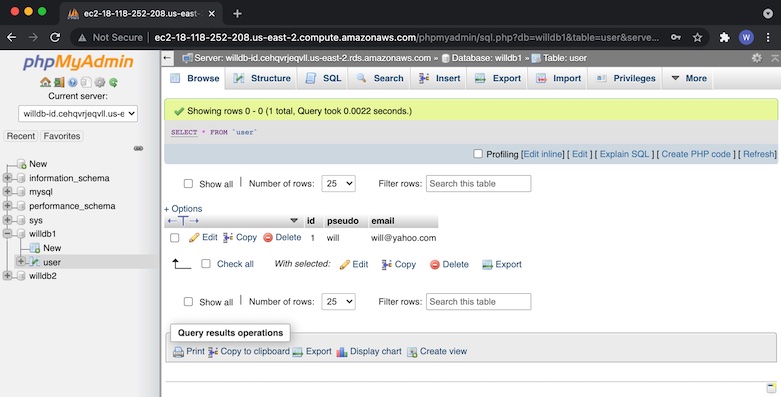 ec2-18-118-252-208.us-east-
Not Secure | ec2-18-118-252-208.us-east-2.compute.amazonaws.com/phpmyadmin/sql.php?db=willdb1&table=user&serve...
W
phpMyAdmin
Current server:
willdb-id.cehqvrjeqvll.us-e
Recent Favorites
New
information_schema
mysql
performance_schema
sys
willdb1
New
user
willdb2
Server: willdb-id.cehqvrjeqvll.us-east-2.rds.amazonaws.com » Database: willdb1 » Table: user
Browse Structure SQL Search Insert Export Import Privileges More
Showing rows 0 - 0 (1 total, Query took 0.0022 seconds.)
SELECT * FROM `user`
Profiling [Edit inline] [ Edit ] [ Explain SQL ] [ Create PHP code ] [ Refresh]
Show all | Number of rows: 25 Filter rows: Search this table
+ Options
←T→ id pseudo email
Edit Copy Delete 1 will will@yahoo.com
Check all With selected: Edit Copy Delete Export
Show all | Number of rows: 25 Filter rows: Search this table
Query results operations
Print Copy to clipboard Export Display chart Create view